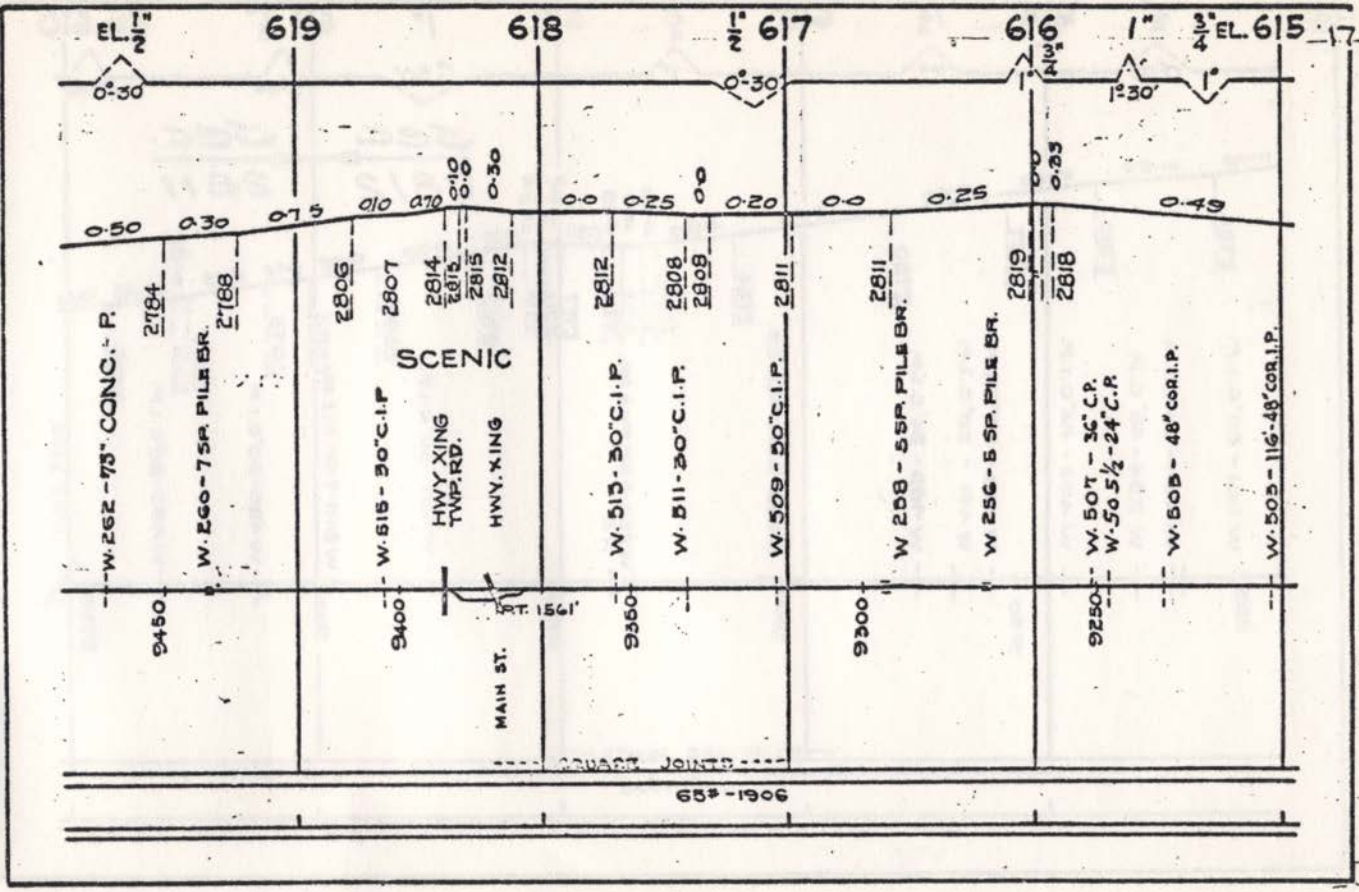 EL. 1/2" 619 618 1/2" 617 616 1" 3/4" EL. 615 17
3/4"
0°-30' 0°-30' 1° 1°30' 1°
0.50 0.30 0.75 0.10 0.70 0.10 0.0 0.30 0.0 0.25 0.0 0.20 0.0 0.25 0.0 0.23 0.49
2784 2788 2806 2807 2814 2815 2815 2812 2812 2808 2808 2811 2811 2819 2818
SCENIC
W. 262 - 73" CONC. P.
W. 260 - 7 SP. PILE BR.
W. 515 - 30" C.I.P.
HWY XING
TWP. RD.
HWY. XING
W. 513 - 30" C.I.P.
W. 511 - 30" C.I.P.
W. 509 - 30" C.I.P.
W 258 - 5 SP. PILE BR.
W 256 - 5 SP. PILE BR.
W. 507 - 36" C.P.
W. 505 1/2 - 24" C.P.
W. 505 - 48" COR. I.P.
W. 503 - 116' - 48" COR. I.P.
9450 9400 P.T. 1561' 9350 9300 9250
MAIN ST.
SQUARE JOINTS
65# - 1906